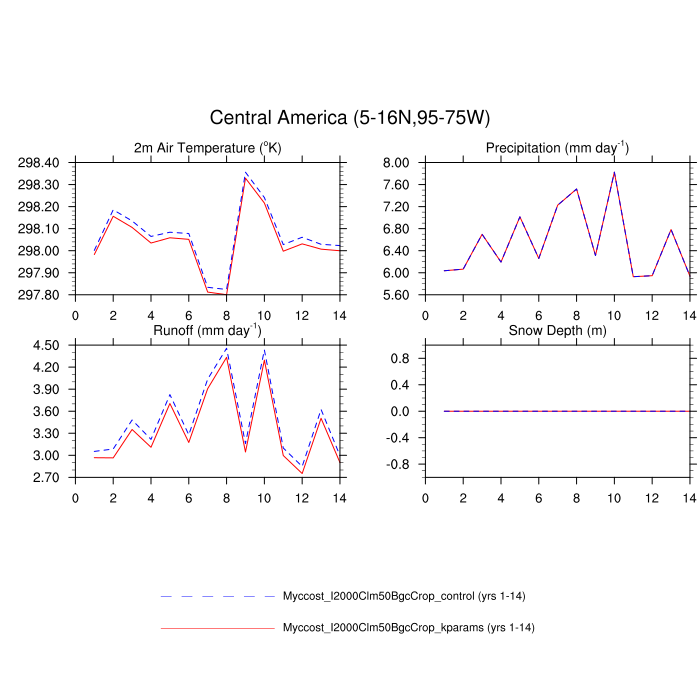 Central America (5-16N,95-75W)
2m Air Temperature (°K)
298.40
298.30
298.20
298.10
298.00
297.90
297.80
0 2 4 6 8 10 12 14
Precipitation (mm day⁻¹)
8.00
7.60
7.20
6.80
6.40
6.00
5.60
0 2 4 6 8 10 12 14
Runoff (mm day⁻¹)
4.50
4.20
3.90
3.60
3.30
3.00
2.70
0 2 4 6 8 10 12 14
Snow Depth (m)
0.8
0.4
0.0
-0.4
-0.8
0 2 4 6 8 10 12 14
Myccost_I2000Clm50BgcCrop_control (yrs 1-14)
Myccost_I2000Clm50BgcCrop_kparams (yrs 1-14)